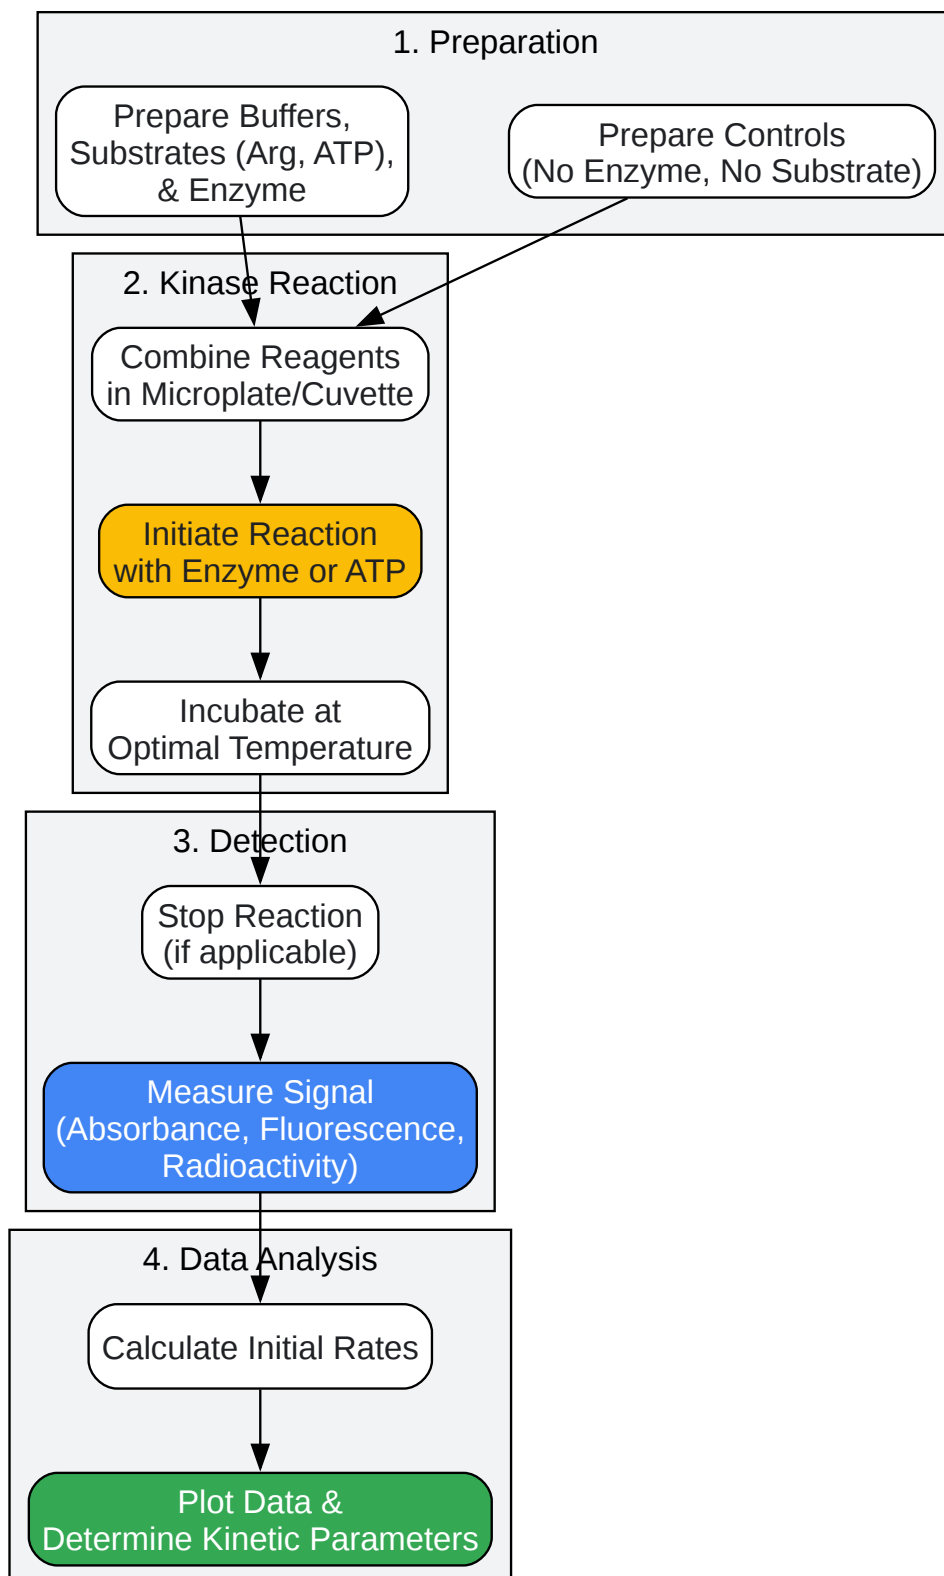 1. Preparation
Prepare Buffers,
Substrates (Arg, ATP),
& Enzyme
Prepare Controls
(No Enzyme, No Substrate)
2. Kinase Reaction
Combine Reagents
in Microplate/Cuvette
Initiate Reaction
with Enzyme or ATP
Incubate at
Optimal Temperature
3. Detection
Stop Reaction
(if applicable)
Measure Signal
(Absorbance, Fluorescence,
Radioactivity)
4. Data Analysis
Calculate Initial Rates
Plot Data &
Determine Kinetic Parameters